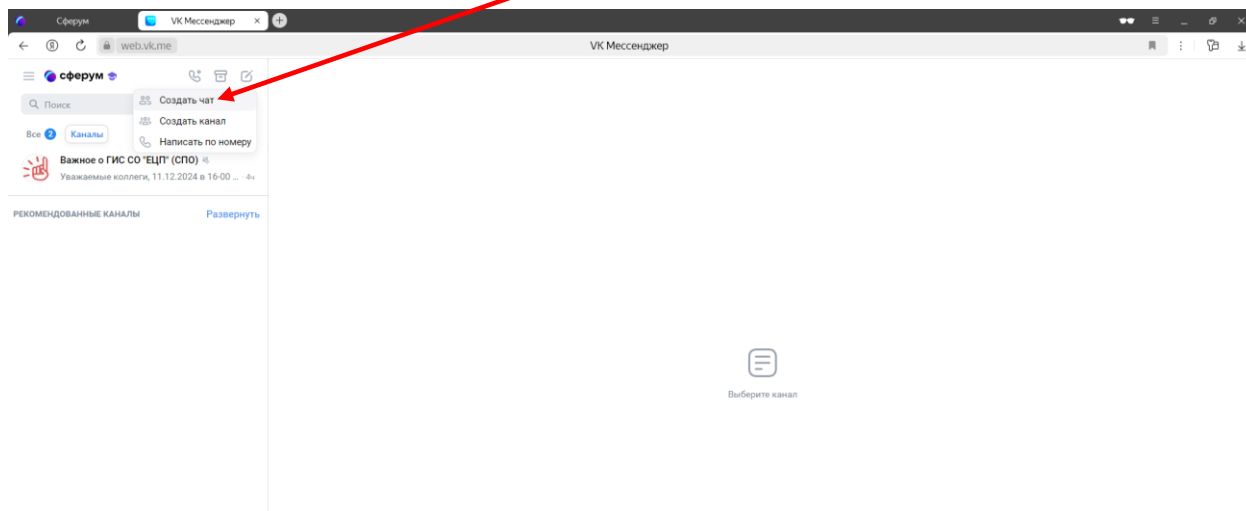 Сферум
VK Мессенджер
web.vk.me
VK Мессенджер
сферум
Поиск
Создать чат
Создать канал
Написать по номеру
Все 2 Каналы
Важное о ГИС СО "ЕЦП" (СПО)
Уважаемые коллеги, 11.12.2024 в 16-00 ... · 4ч
РЕКОМЕНДОВАННЫЕ КАНАЛЫ
Развернуть
Выберите канал